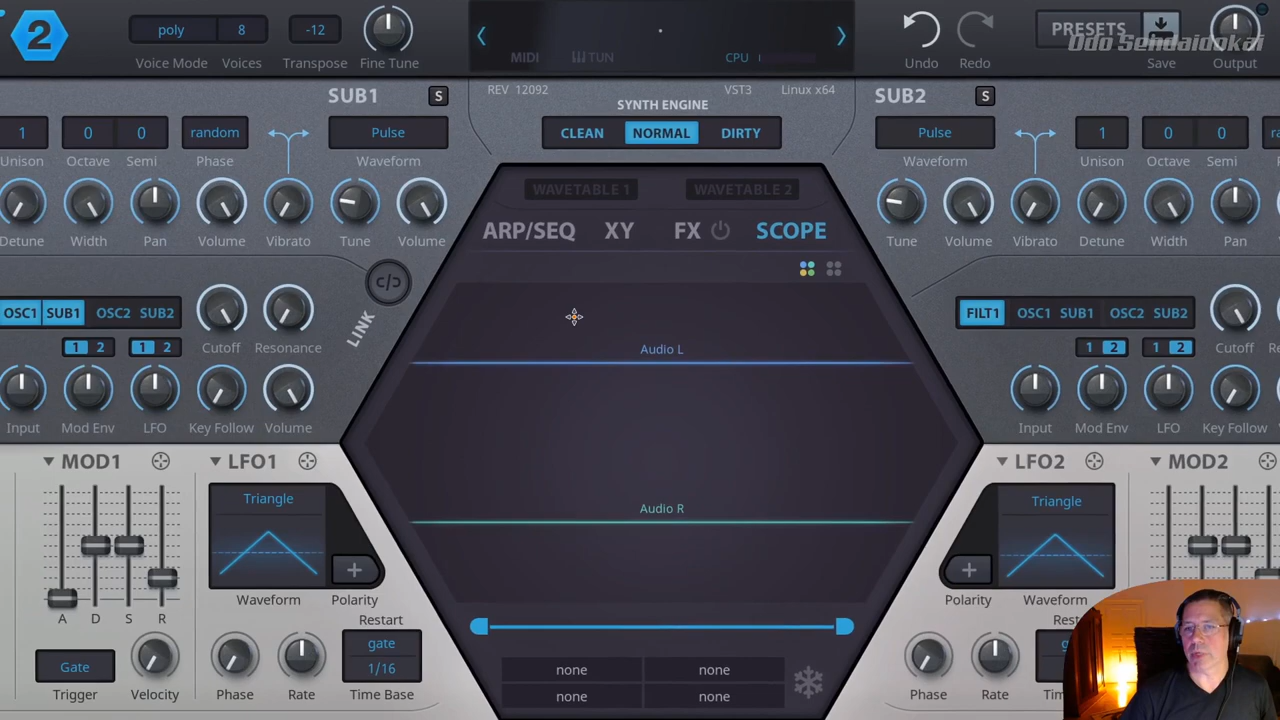 2
poly 8 -12
Voice Mode Voices Transpose Fine Tune
MIDI TUN CPU
Undo Redo
PRESETS
Save Output
Odo Sendaidokai
SUB1 S
REV 12092 VST3 Linux x64
SYNTH ENGINE
CLEAN NORMAL DIRTY
SUB2 S
1 0 0 random Pulse
Unison Octave Semi Phase Waveform
Detune Width Pan Volume Vibrato Tune Volume
Pulse 1 0 0
Waveform Unison Octave Semi
Tune Volume Vibrato Detune Width Pan
WAVETABLE 1 WAVETABLE 2
ARP/SEQ XY FX SCOPE
LINK
OSC1 SUB1 OSC2 SUB2
1 2 1 2 Cutoff Resonance
Input Mod Env LFO Key Follow Volume
FILT1 OSC1 SUB1 OSC2 SUB2
1 2 1 2 Cutoff
Input Mod Env LFO Key Follow
Audio L
Audio R
MOD1 LFO1
Triangle
Waveform Polarity
A D S R
Restart
Gate gate
1/16
Trigger Velocity Phase Rate Time Base
none none
none none
LFO2 MOD2
Triangle
Polarity Waveform
Phase Rate